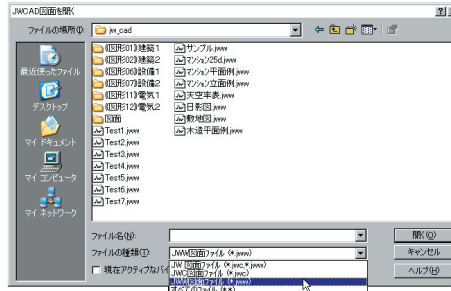 JWCAD図面を開く
ファイルの場所(I):
jw_cad
最近使ったファイル
デスクトップ
マイ ドキュメント
マイ コンピュータ
マイ ネットワーク
《図形01》建築1
《図形02》建築2
《図形06》設備1
《図形07》設備2
《図形11》電気1
《図形12》電気2
図面
Test1.jww
Test2.jww
Test3.jww
Test4.jww
Test5.jww
Test6.jww
Test7.jww
サンプル.jww
マンション25d.jww
マンション平面例.jww
マンション立面例.jww
天空率表.jww
日影図.jww
敷地図.jww
木造平面例.jww
ファイル名(N):
開く(O)
ファイルの種類(T):
JWW図面ファイル (*.jww)
キャンセル
現在アクティブなバイ
JW 図面ファイル (*.jwc,*.jww)
JWC図面ファイル (*.jwc)
JWW図面ファイル (*.jww)
すべてのファイル (*.*)
ヘルプ(H)